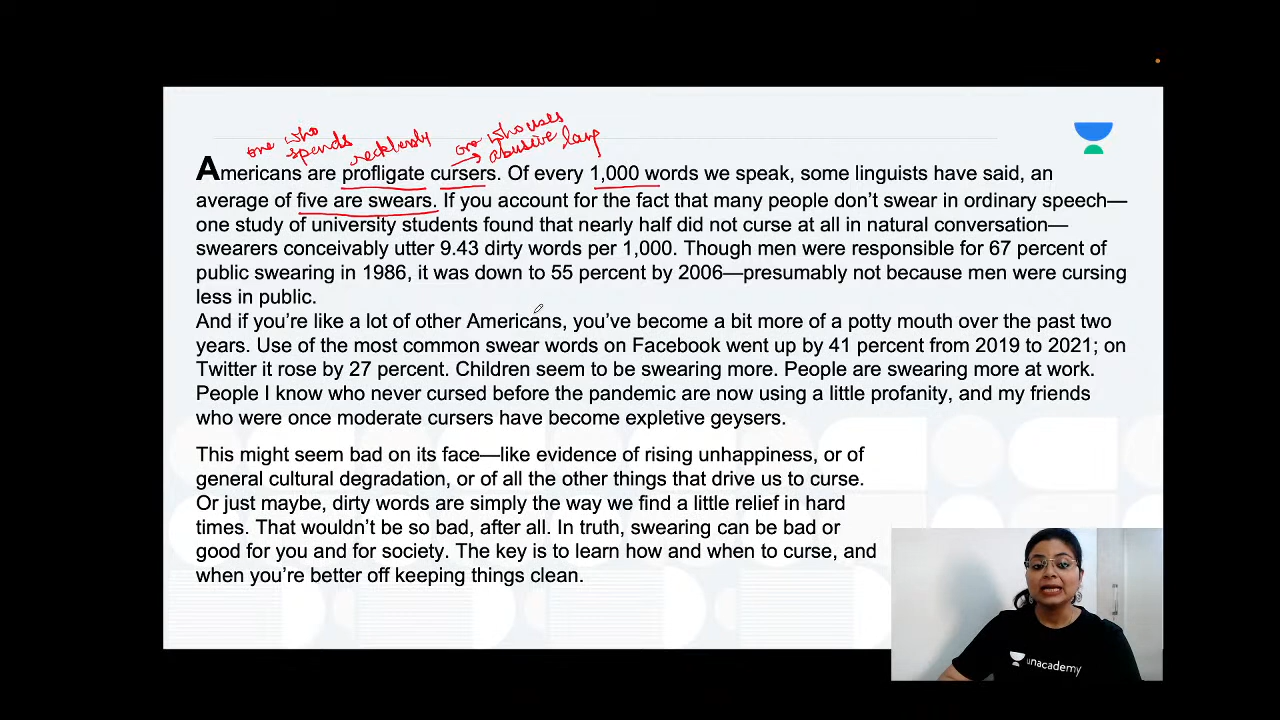 one who
spends recklessly
one who uses
abusive lang
Americans are profligate cursers. Of every 1,000 words we speak, some linguists have said, an
average of five are swears. If you account for the fact that many people don’t swear in ordinary speech—
one study of university students found that nearly half did not curse at all in natural conversation—
swearers conceivably utter 9.43 dirty words per 1,000. Though men were responsible for 67 percent of
public swearing in 1986, it was down to 55 percent by 2006—presumably not because men were cursing
less in public.
And if you’re like a lot of other Americans, you’ve become a bit more of a potty mouth over the past two
years. Use of the most common swear words on Facebook went up by 41 percent from 2019 to 2021; on
Twitter it rose by 27 percent. Children seem to be swearing more. People are swearing more at work.
People I know who never cursed before the pandemic are now using a little profanity, and my friends
who were once moderate cursers have become expletive geysers.
This might seem bad on its face—like evidence of rising unhappiness, or of
general cultural degradation, or of all the other things that drive us to curse.
Or just maybe, dirty words are simply the way we find a little relief in hard
times. That wouldn’t be so bad, after all. In truth, swearing can be bad or
good for you and for society. The key is to learn how and when to curse, and
when you’re better off keeping things clean.
unacademy